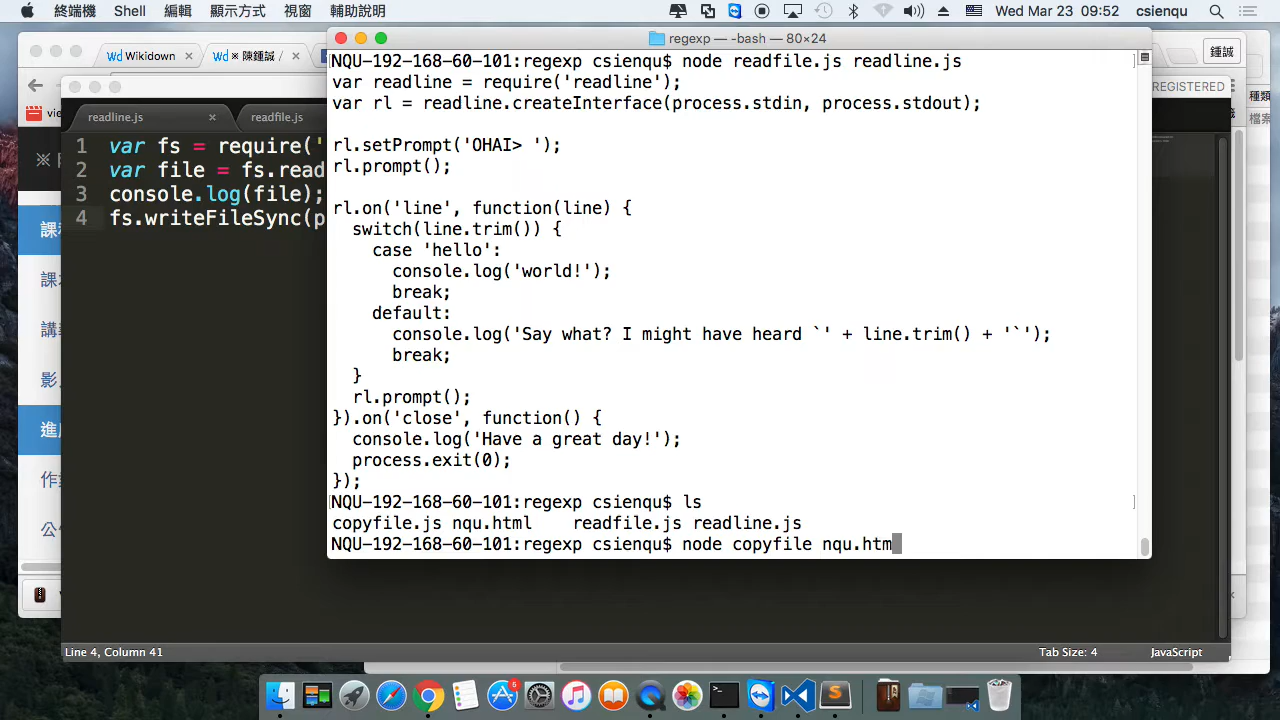 終端機 Shell 編輯 顯示方式 視窗 輔助說明 Wed Mar 23 09:52 csienqu
Wikidown × ※ 陳鍾誠 / × 鍾誠
regexp — -bash — 80×24
REGISTERED
種類
檔案
readline.js × readfile.js
1 var fs = require('
2 var file = fs.read
3 console.log(file);
4 fs.writeFileSync(p
NQU-192-168-60-101:regexp csienqu$ node readfile.js readline.js
var readline = require('readline');
var rl = readline.createInterface(process.stdin, process.stdout);
rl.setPrompt('OHAI> ');
rl.prompt();
rl.on('line', function(line) {
switch(line.trim()) {
case 'hello':
console.log('world!');
break;
default:
console.log('Say what? I might have heard `' + line.trim() + '`');
break;
}
rl.prompt();
}).on('close', function() {
console.log('Have a great day!');
process.exit(0);
});
NQU-192-168-60-101:regexp csienqu$ ls
copyfile.js nqu.html readfile.js readline.js
NQU-192-168-60-101:regexp csienqu$ node copyfile nqu.htm
Line 4, Column 41 Tab Size: 4 JavaScript
6